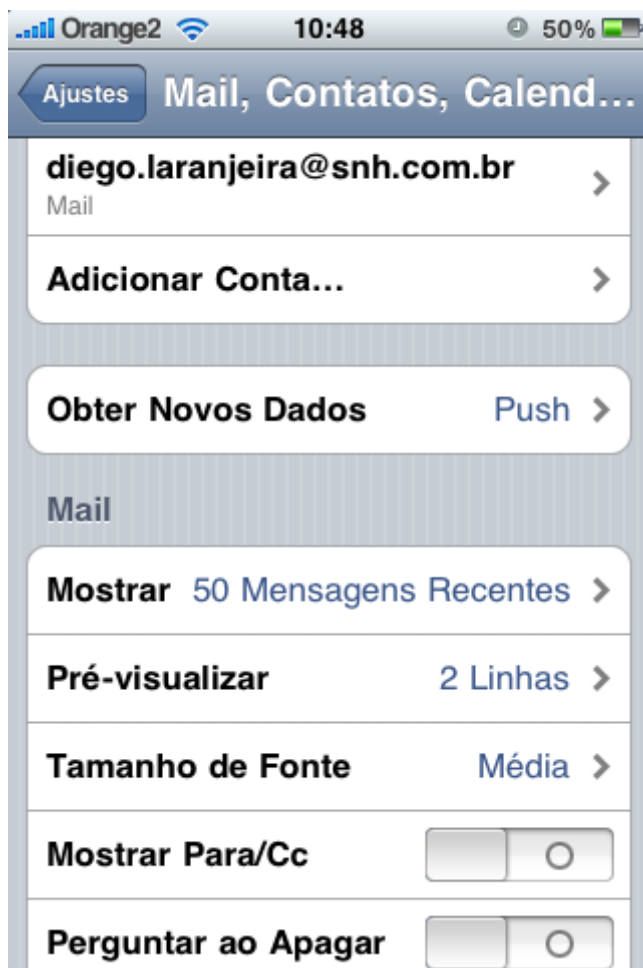 Orange2 10:48 50%
Ajustes Mail, Contatos, Calend...
diego.laranjeira@snh.com.br
Mail
Adicionar Conta...
Obter Novos Dados Push
Mail
Mostrar 50 Mensagens Recentes
Pré-visualizar 2 Linhas
Tamanho de Fonte Média
Mostrar Para/Cc
Perguntar ao Apagar